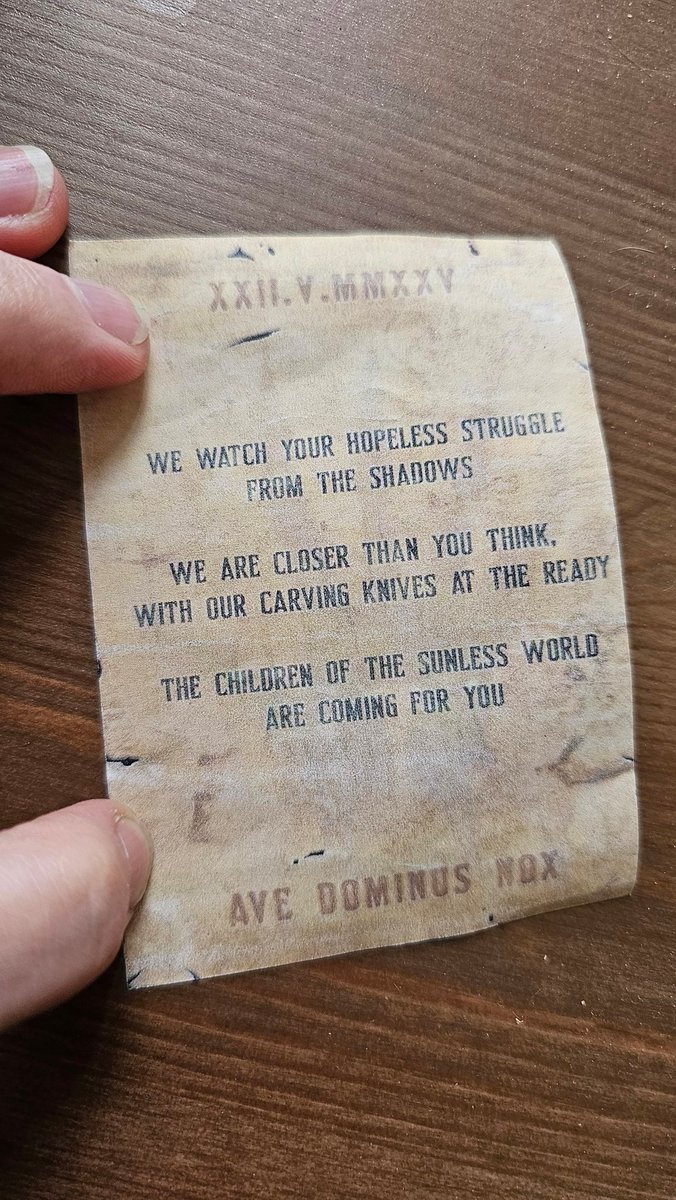 XXII.V.MMXXV
WE WATCH YOUR HOPELESS STRUGGLE
FROM THE SHADOWS
WE ARE CLOSER THAN YOU THINK,
WITH OUR CARVING KNIVES AT THE READY
THE CHILDREN OF THE SUNLESS WORLD
ARE COMING FOR YOU
AVE DOMINUS NOX